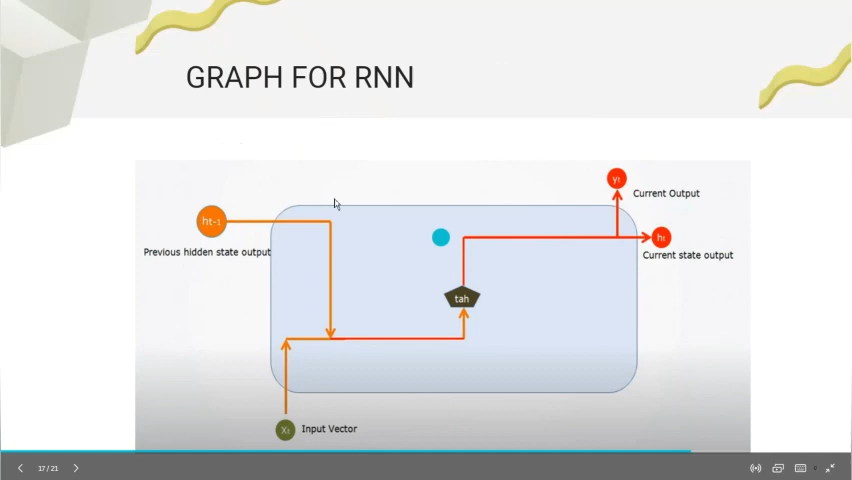 GRAPH FOR RNN
yt
Current Output
ht-1
ht
Previous hidden state output
Current state output
tah
Xt
Input Vector
17 / 21